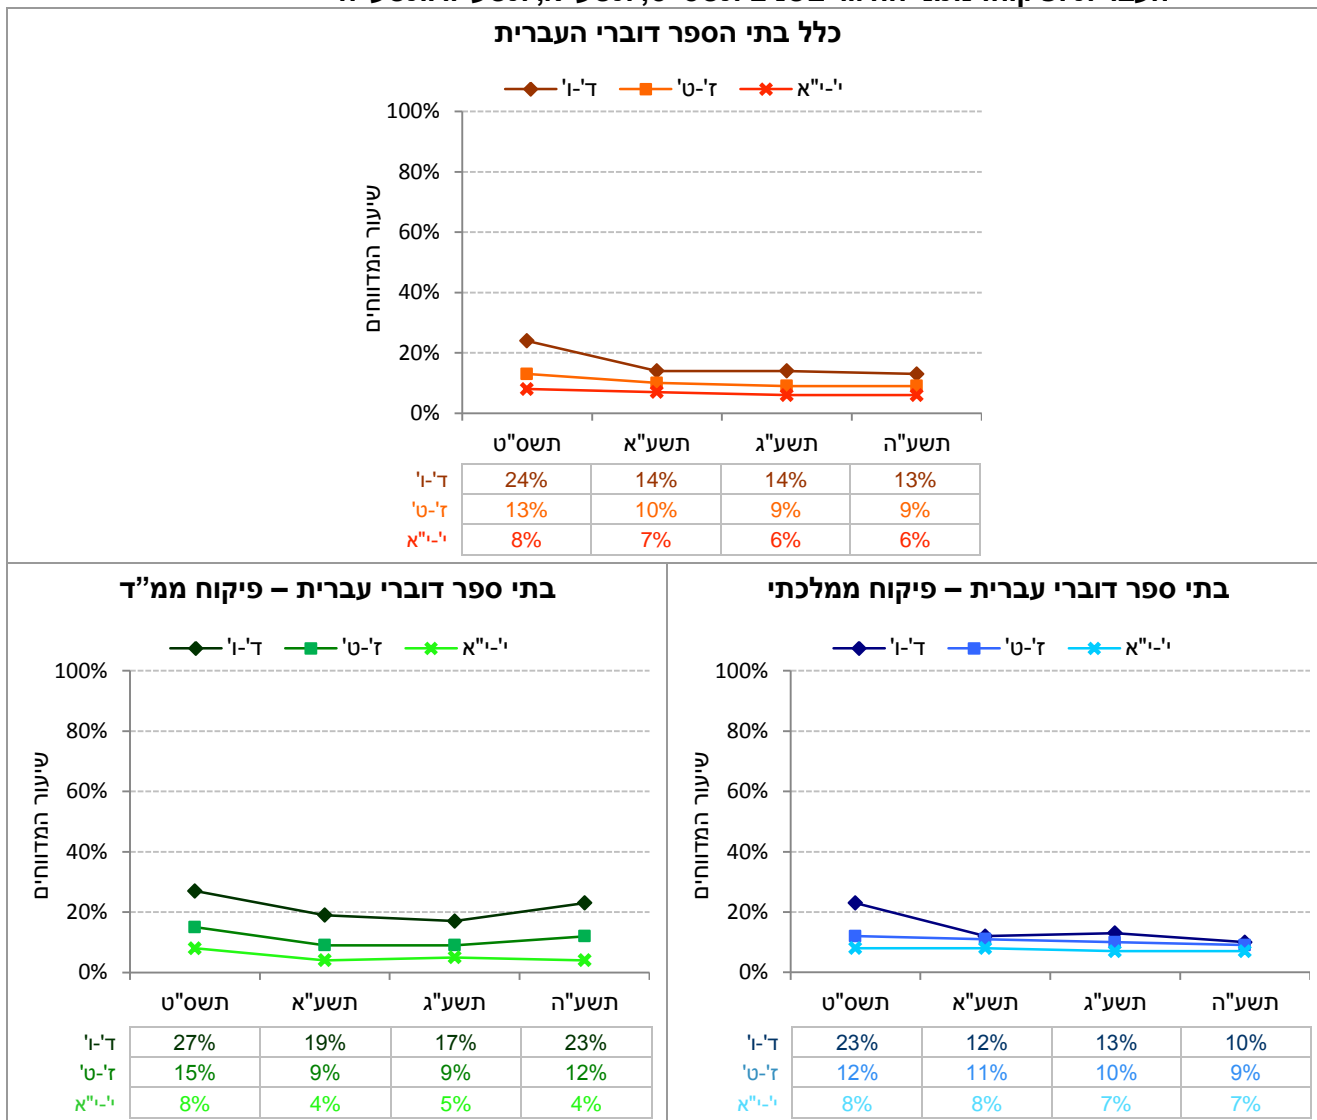 כלל בתי הספר דוברי העברית
ד'-ו' ז'-ט' י'-י"א
שיעור המדווחים
100%
80%
60%
40%
20%
0%
תשס"ט תשע"א תשע"ג תשע"ה
ד'-ו' 24% 14% 14% 13%
ז'-ט' 13% 10% 9% 9%
י'-י"א 8% 7% 6% 6%
בתי ספר דוברי עברית – פיקוח ממלכתי
ד'-ו' ז'-ט' י'-י"א
שיעור המדווחים
100%
80%
60%
40%
20%
0%
תשס"ט תשע"א תשע"ג תשע"ה
ד'-ו' 23% 12% 13% 10%
ז'-ט' 12% 11% 10% 9%
י'-י"א 8% 8% 7% 7%
בתי ספר דוברי עברית – פיקוח ממ”ד
ד'-ו' ז'-ט' י'-י"א
שיעור המדווחים
100%
80%
60%
40%
20%
0%
תשס"ט תשע"א תשע"ג תשע"ה
ד'-ו' 27% 19% 17% 23%
ז'-ט' 15% 9% 9% 12%
י'-י"א 8% 4% 5% 4%